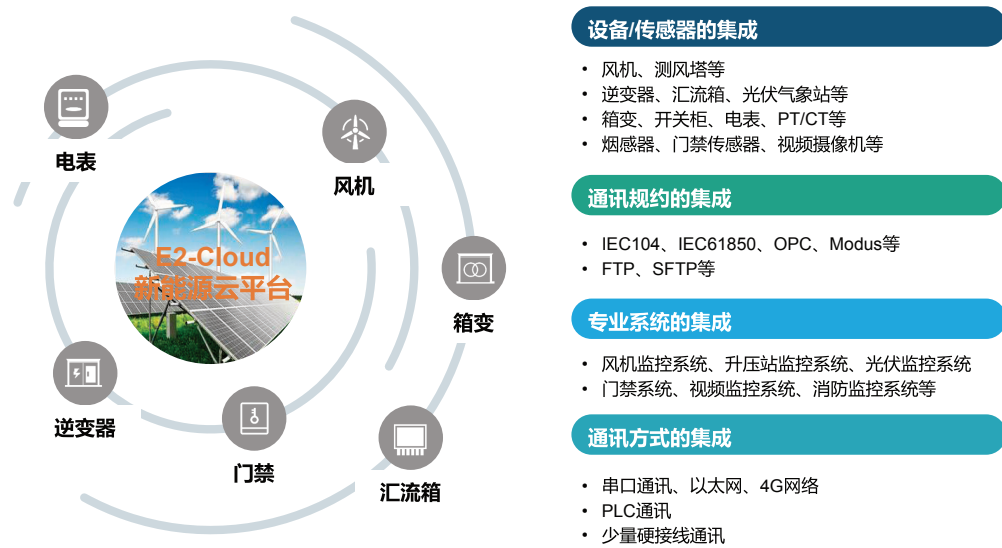 电表
风机
E2-Cloud
新能源云平台
箱变
逆变器
门禁
汇流箱
设备/传感器的集成
• 风机、测风塔等
• 逆变器、汇流箱、光伏气象站等
• 箱变、开关柜、电表、PT/CT等
• 烟感器、门禁传感器、视频摄像机等
通讯规约的集成
• IEC104、IEC61850、OPC、Modus等
• FTP、SFTP等
专业系统的集成
• 风机监控系统、升压站监控系统、光伏监控系统
• 门禁系统、视频监控系统、消防监控系统等
通讯方式的集成
• 串口通讯、以太网、4G网络
• PLC通讯
• 少量硬接线通讯